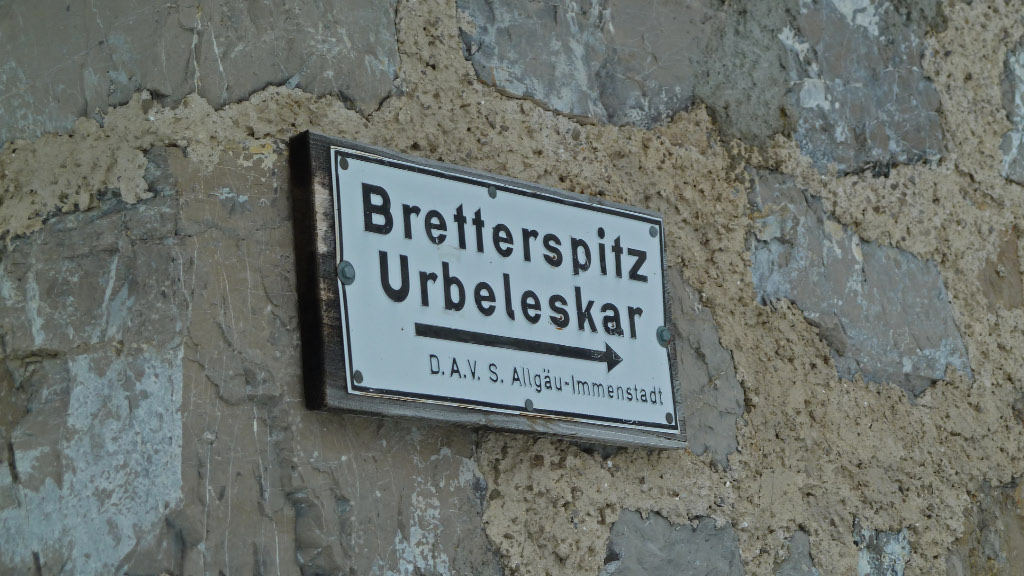 Bretterspitz
Urbeleskar
D.A.V. S. Allgäu-Immenstadt